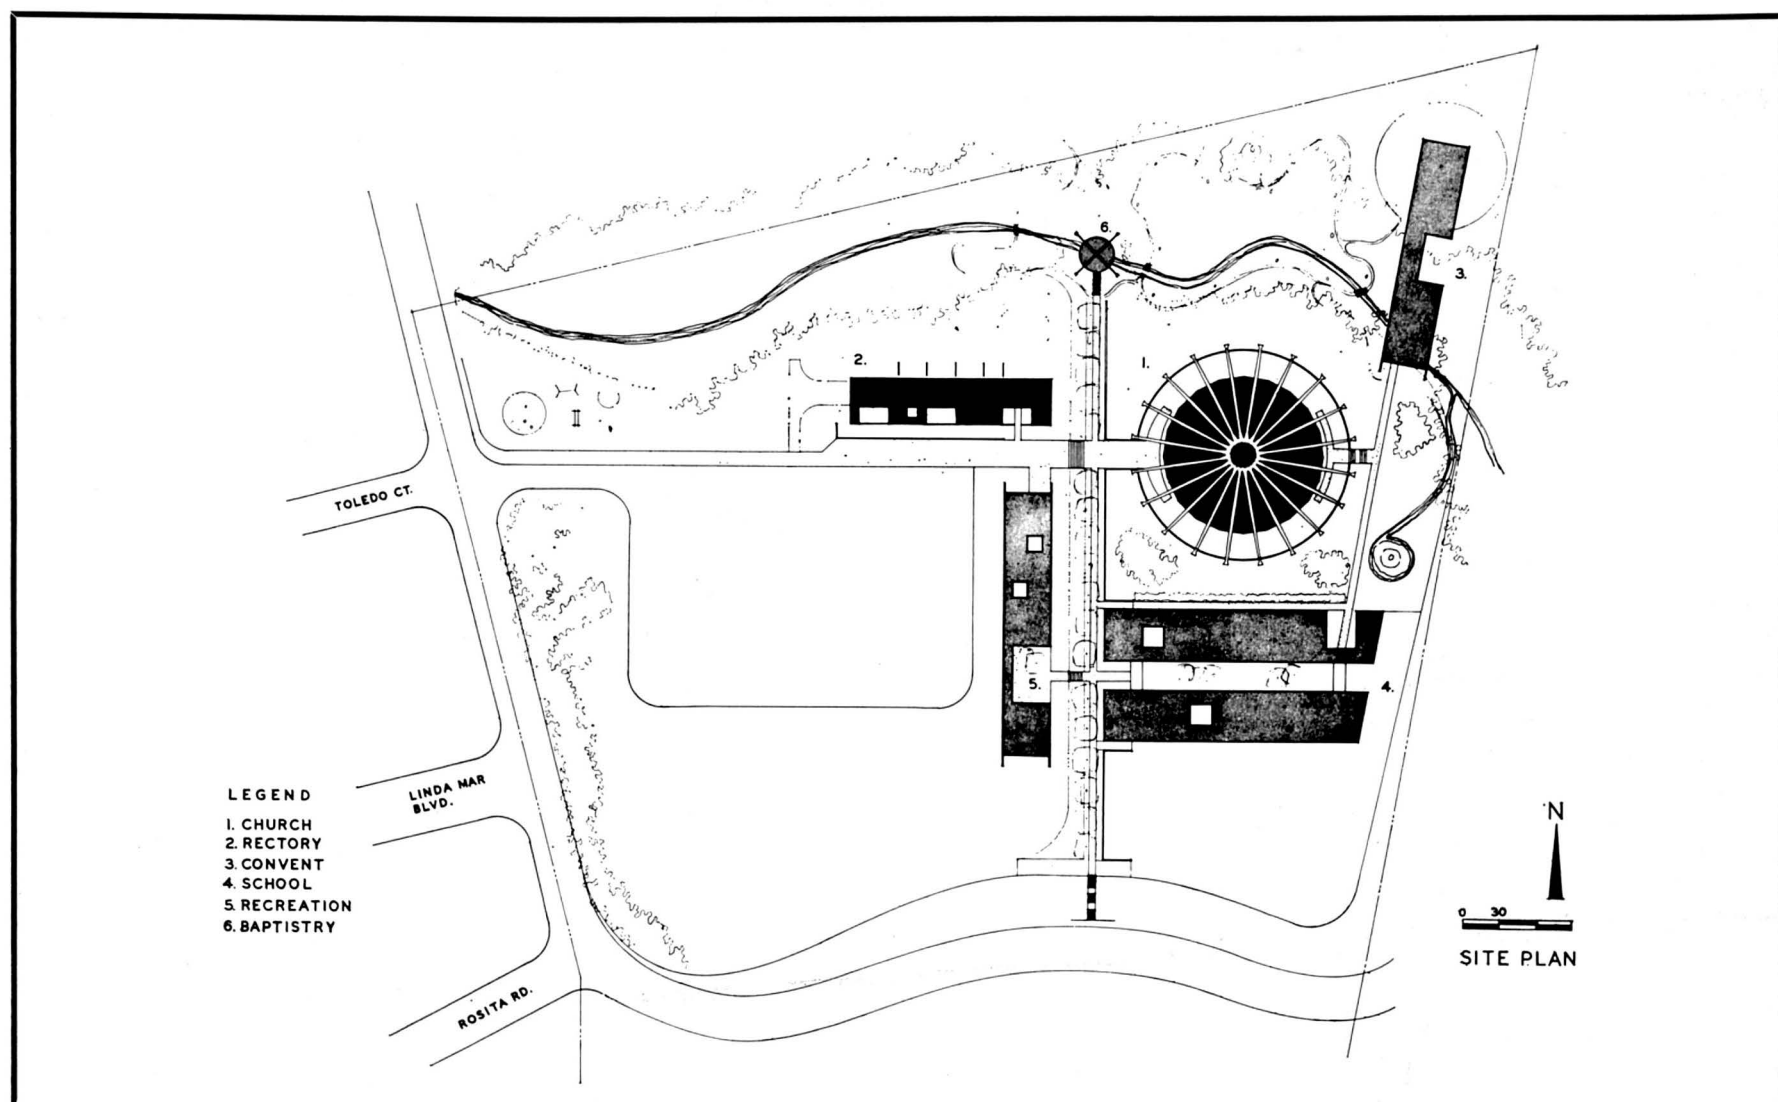 6.
3.
2.
1.
TOLEDO CT.
5.
4.
LINDA MAR
BLVD.
LEGEND
1. CHURCH
2. RECTORY
3. CONVENT
4. SCHOOL
5. RECREATION
6. BAPTISTRY
N
0 30
SITE PLAN
ROSITA RD.